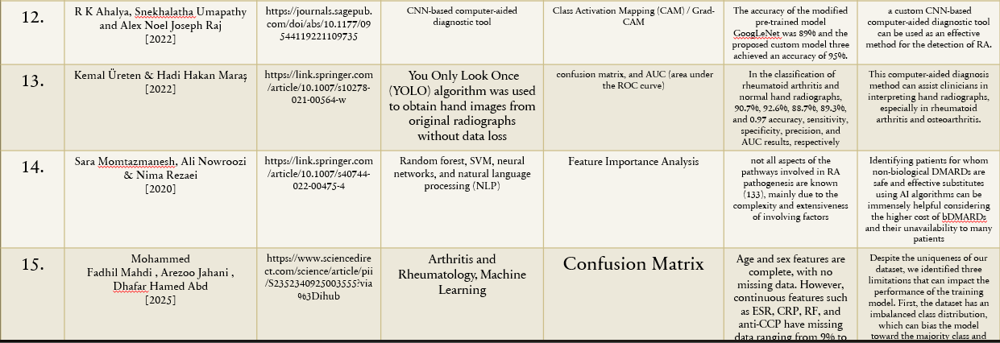 12.
R K Ahalya, Snekhalatha Umapathy
and Alex Noel Joseph Raj
[2022]
https://journals.sagepub.
com/doi/abs/10.1177/09
544119221109735
CNN-based computer-aided
diagnostic tool
Class Activation Mapping (CAM) / Grad-
CAM
The accuracy of the modified
pre-trained model
GoogLeNet was 89% and the
proposed custom model three
achieved an accuracy of 95%.
a custom CNN-based
computer-aided diagnostic tool
can be used as an effective
method for the detection of RA.
13.
Kemal Üreten & Hadi Hakan Maraş
[2022]
https://link.springer.com
/article/10.1007/s10278-
021-00564-w
You Only Look Once
(YOLO) algorithm was used
to obtain hand images from
original radiographs
without data loss
confusion matrix, and AUC (area under
the ROC curve)
In the classification of
rheumatoid arthritis and
normal hand radiographs,
90.7%, 92.6%, 88.7%, 89.3%,
and 0.97 accuracy, sensitivity,
specificity, precision, and
AUC results, respectively
This computer-aided diagnosis
method can assist clinicians in
interpreting hand radiographs,
especially in rheumatoid
arthritis and osteoarthritis.
14.
Sara Momtazmanesh, Ali Nowroozi
& Nima Rezaei
[2020]
https://link.springer.com
/article/10.1007/s40744-
022-00475-4
Random forest, SVM, neural
networks, and natural language
processing (NLP)
Feature Importance Analysis
not all aspects of the
pathways involved in RA
pathogenesis are known
(133), mainly due to the
complexity and extensiveness
of involving factors
Identifying patients for whom
non-biological DMARDs are
safe and effective substitutes
using AI algorithms can be
immensely helpful considering
the higher cost of bDMARDs
and their unavailability to many
patients
15.
Mohammed
Fadhil Mahdi , Arezoo Jahani ,
Dhafar Hamed Abd
[2025]
https://www.sciencedire
ct.com/science/article/pii
/S2352340925003555?via
%3Dihub
Arthritis and
Rheumatology, Machine
Learning
Confusion Matrix
Age and sex features are
complete, with no
missing data. However,
continuous features such
as ESR, CRP, RF, and
anti-CCP have missing
data ranging from 9% to
Despite the uniqueness of our
dataset, we identified three
limitations that can impact the
performance of the training
model. First, the dataset has an
imbalanced class distribution,
which can bias the model
toward the majority class and